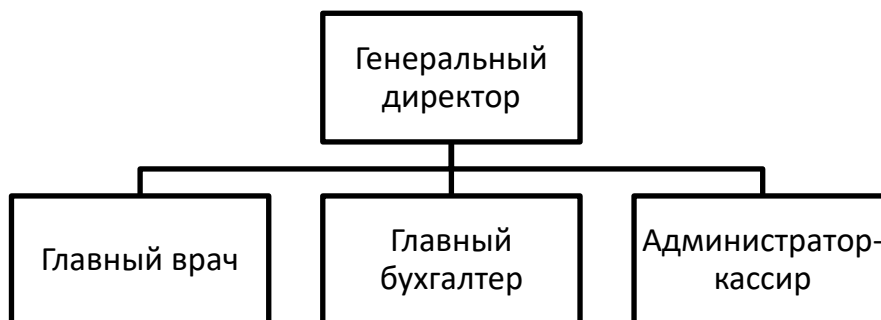 Генеральный
директор
Главный врач
Главный
бухгалтер
Администратор-
кассир